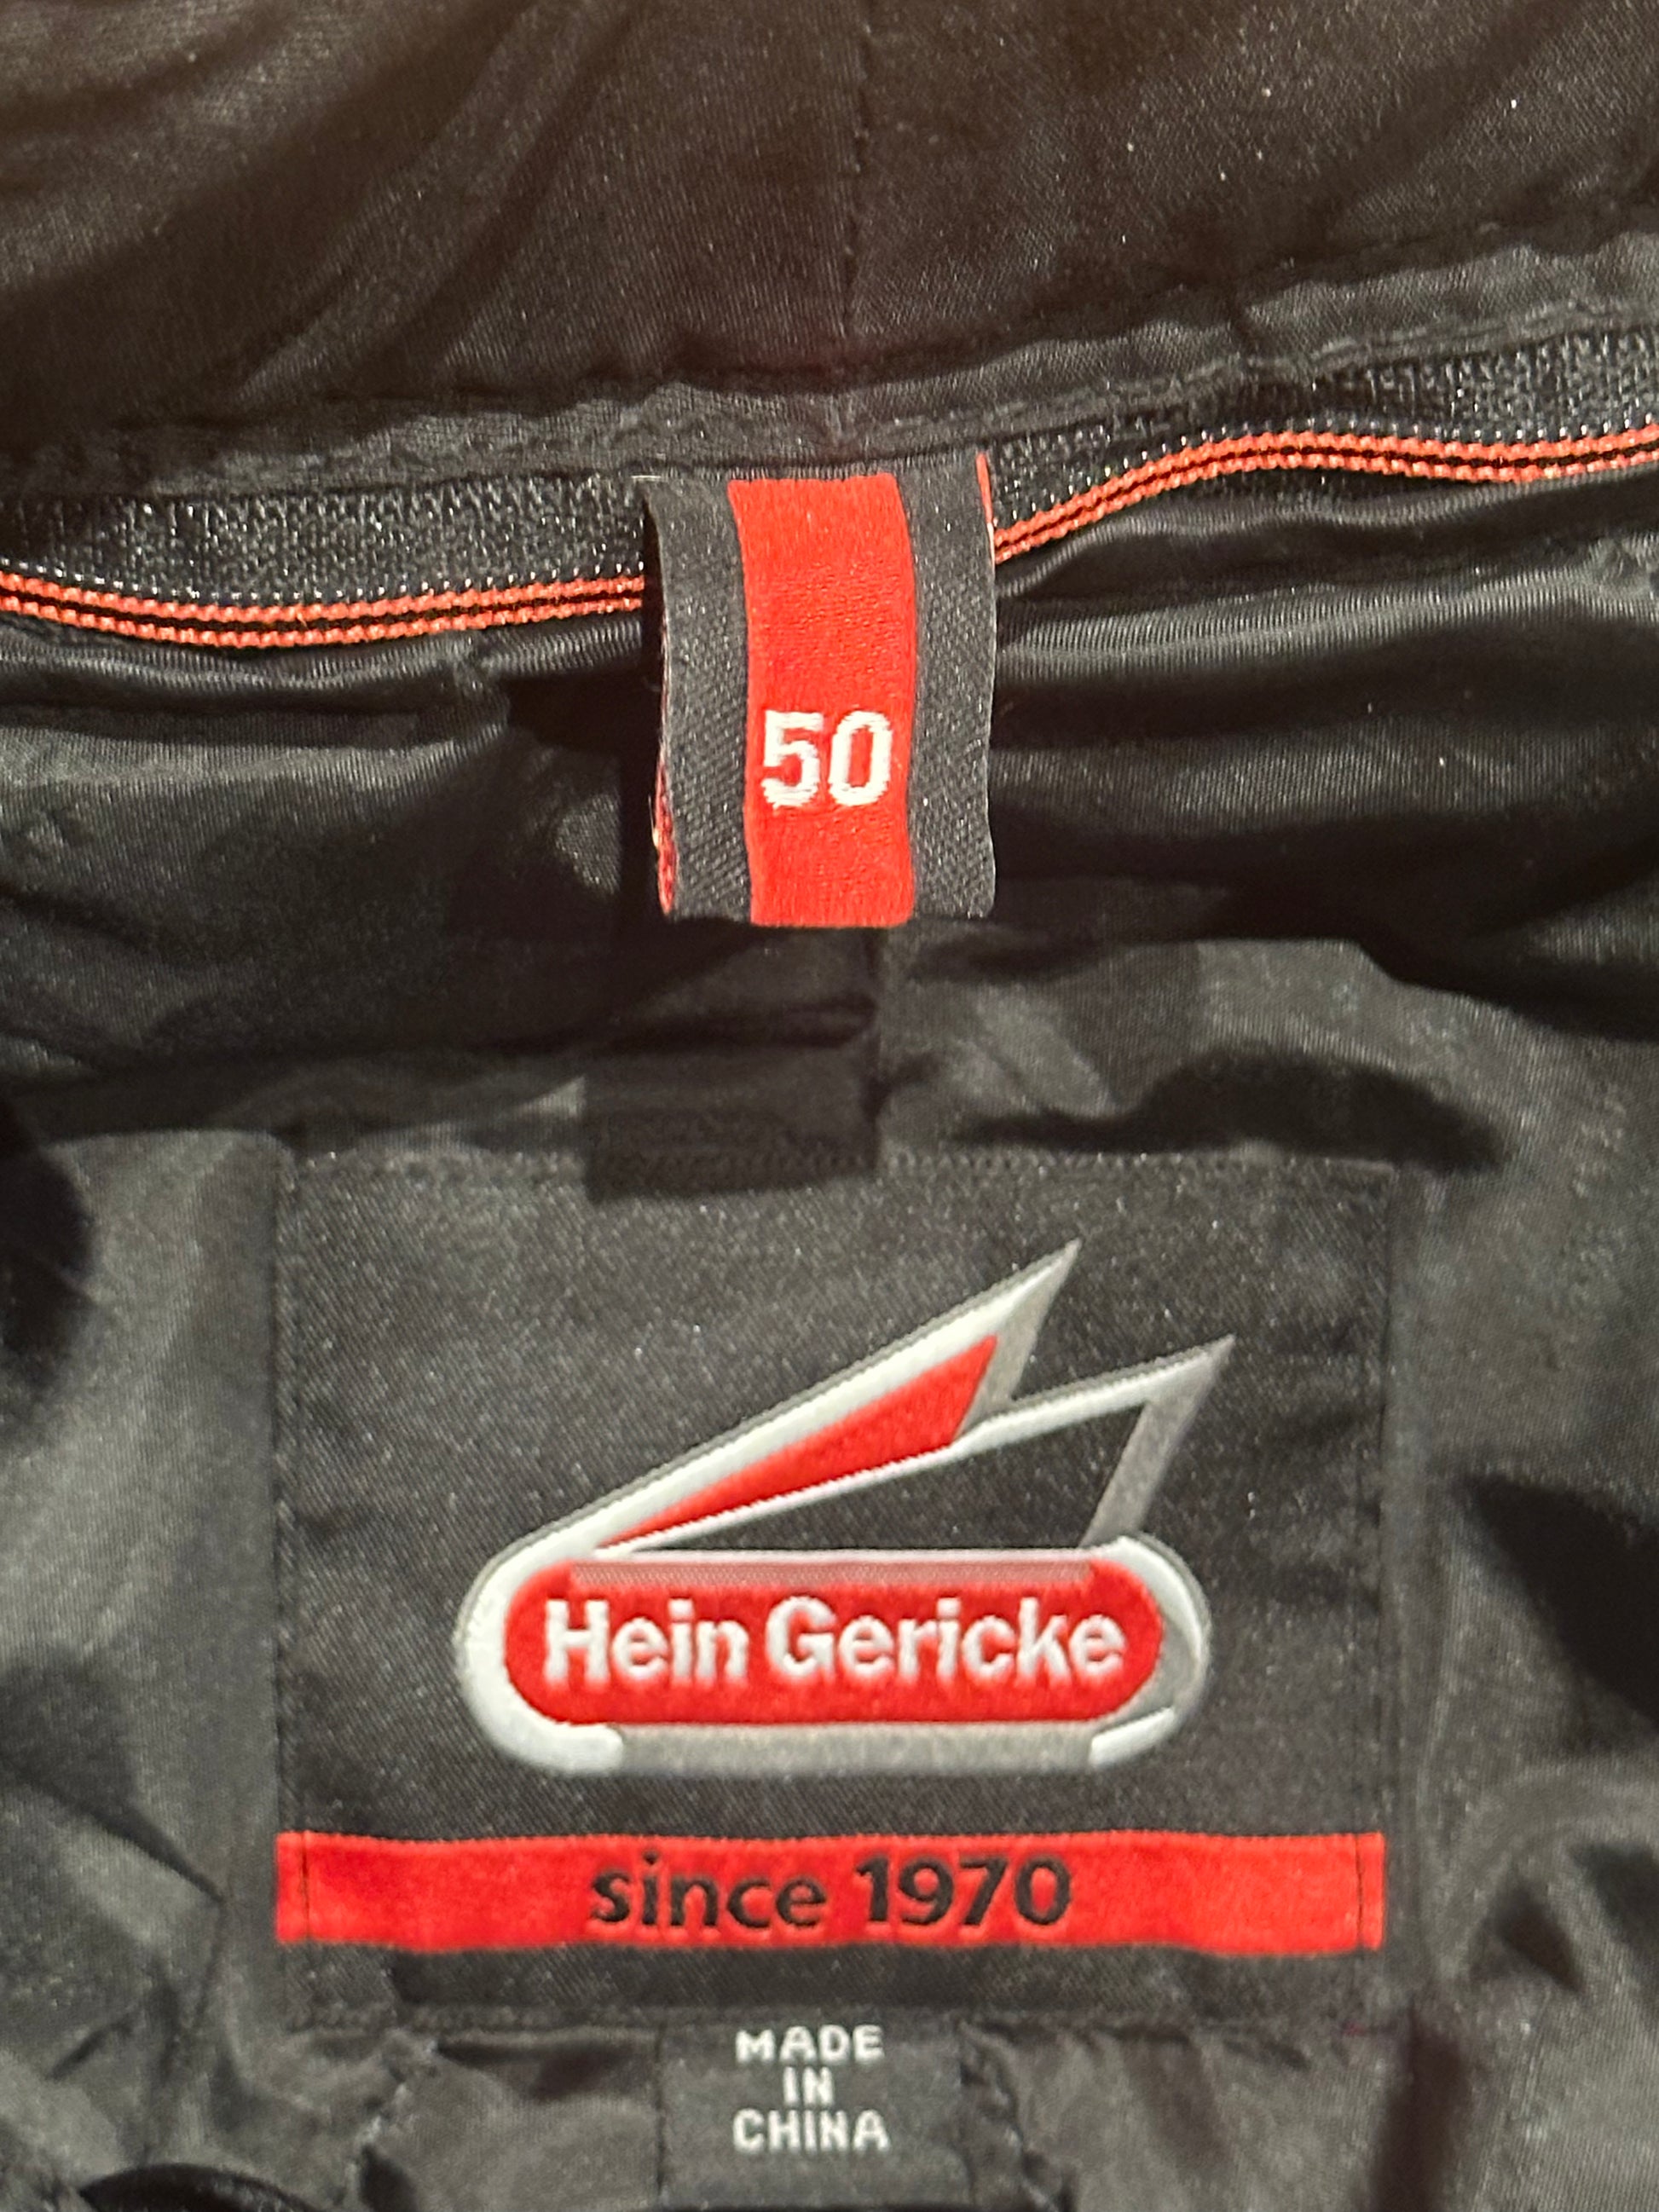 50
Hein Gericke
since 1970
MADE
IN
CHINA